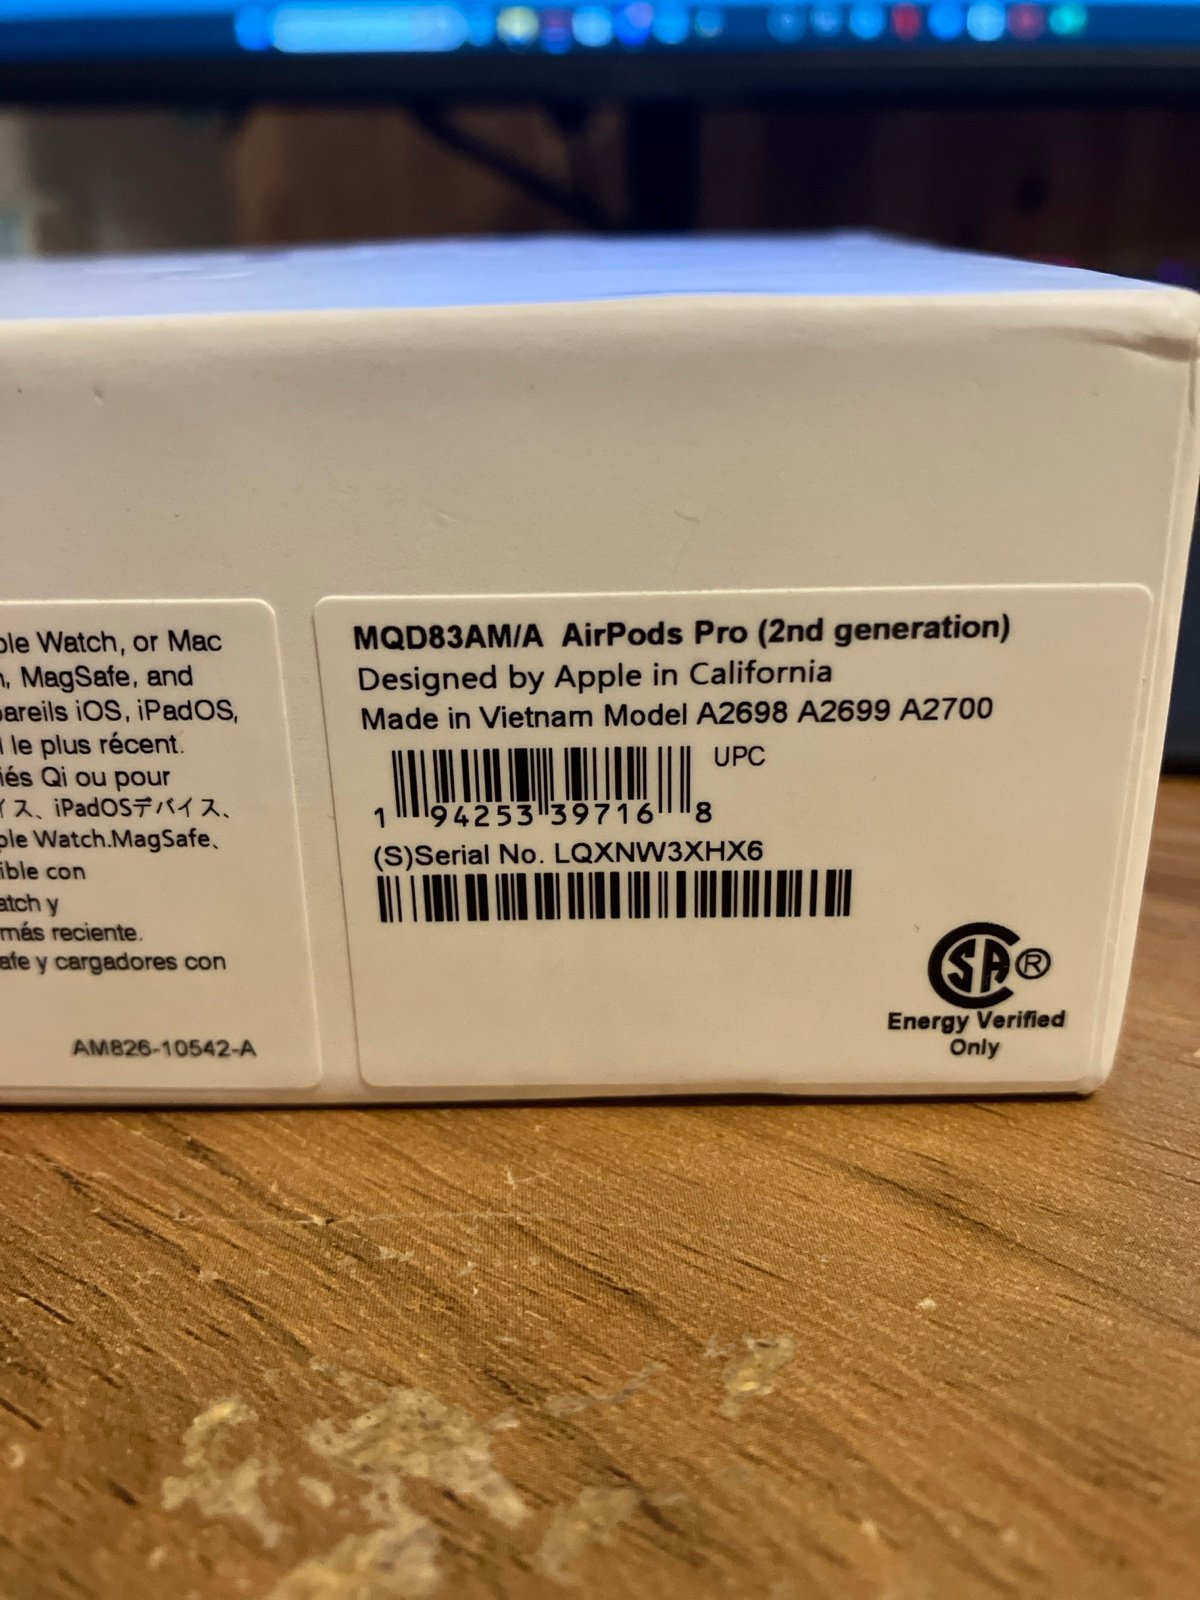 ple Watch, or Mac
, MagSafe, and
areils iOS, iPadOS,
le plus récent.
iés Qi ou pour
イス、iPadOSデバイス、
ple Watch.MagSafe、
ible con
atch y
más reciente.
afe y cargadores con
AM826-10542-A
MQD83AM/A AirPods Pro (2nd generation)
Designed by Apple in California
Made in Vietnam Model A2698 A2699 A2700
UPC
1 94253 39716 8
(S)Serial No. LQXNW3XHX6
CSA®
Energy Verified
Only